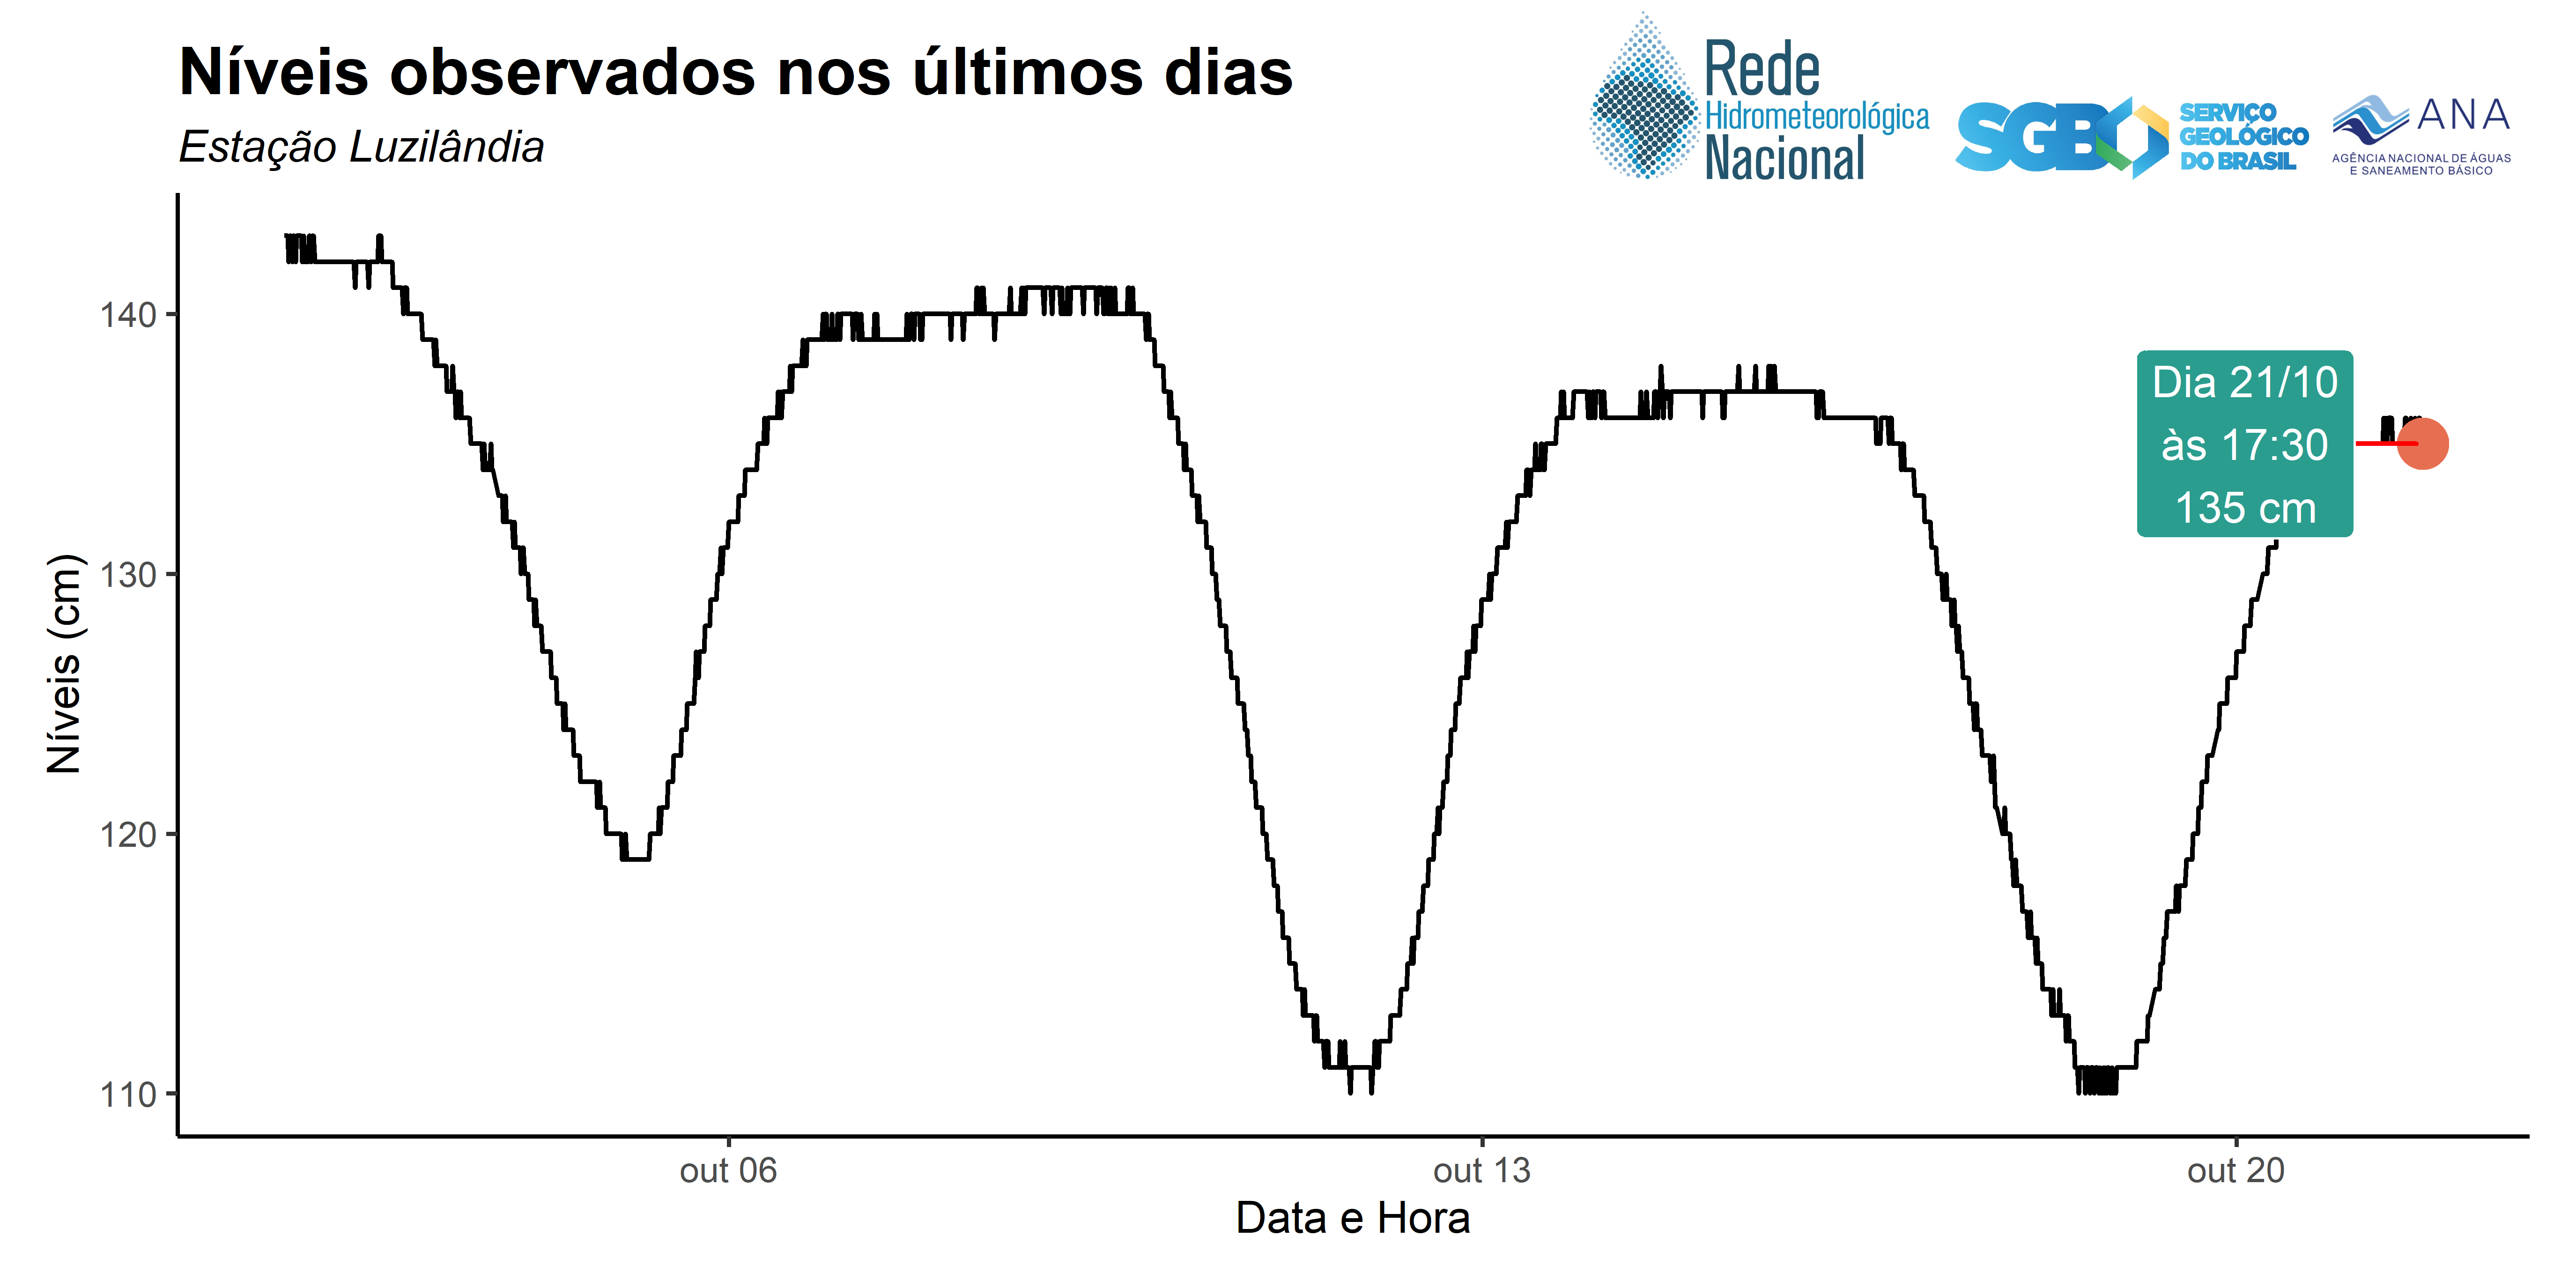 Níveis observados nos últimos dias
Estação Luzilândia
Rede
Hidrometeorológica
Nacional
SGB
SERVIÇO
GEOLÓGICO
DO BRASIL
ANA
AGÊNCIA NACIONAL DE ÁGUAS
E SANEAMENTO BÁSICO
Níveis (cm)
140
130
120
110
Dia 21/10
às 17:30
135 cm
out 06
out 13
out 20
Data e Hora